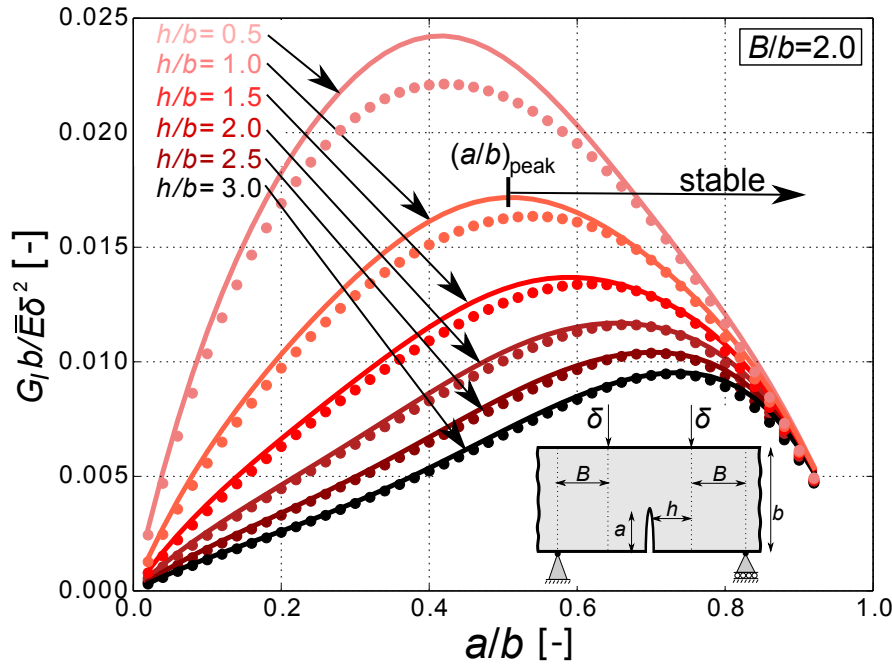 0.025
0.020
0.015
0.010
0.005
0.000
G_I b/E̅δ² [-]
h/b= 0.5
h/b= 1.0
h/b= 1.5
h/b= 2.0
h/b= 2.5
h/b= 3.0
B/b=2.0
(a/b)peak
stable
δ δ
B B
a h b
0.0 0.2 0.4 0.6 0.8 1.0
a/b [-]